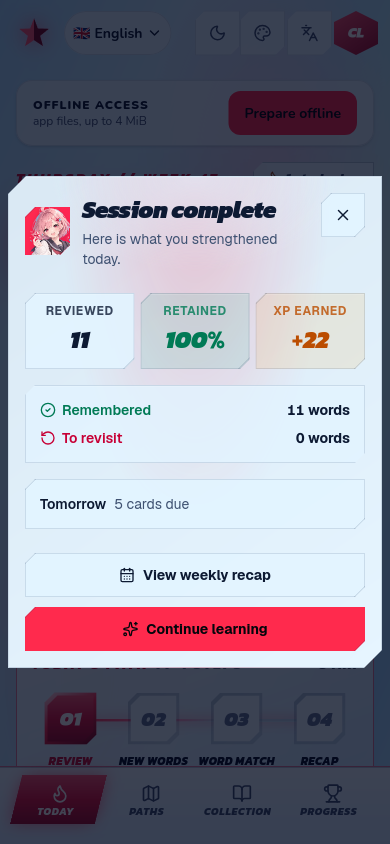 English
CL
OFFLINE ACCESS
app files, up to 4 MiB
Prepare offline
Session complete
Here is what you strengthened
today.
REVIEWED
11
RETAINED
100%
XP EARNED
+22
Remembered
11 words
To revisit
0 words
Tomorrow 5 cards due
View weekly recap
Continue learning
01
02
03
04
REVIEW
NEW WORDS
WORD MATCH
RECAP
TODAY
PATHS
COLLECTION
PROGRESS